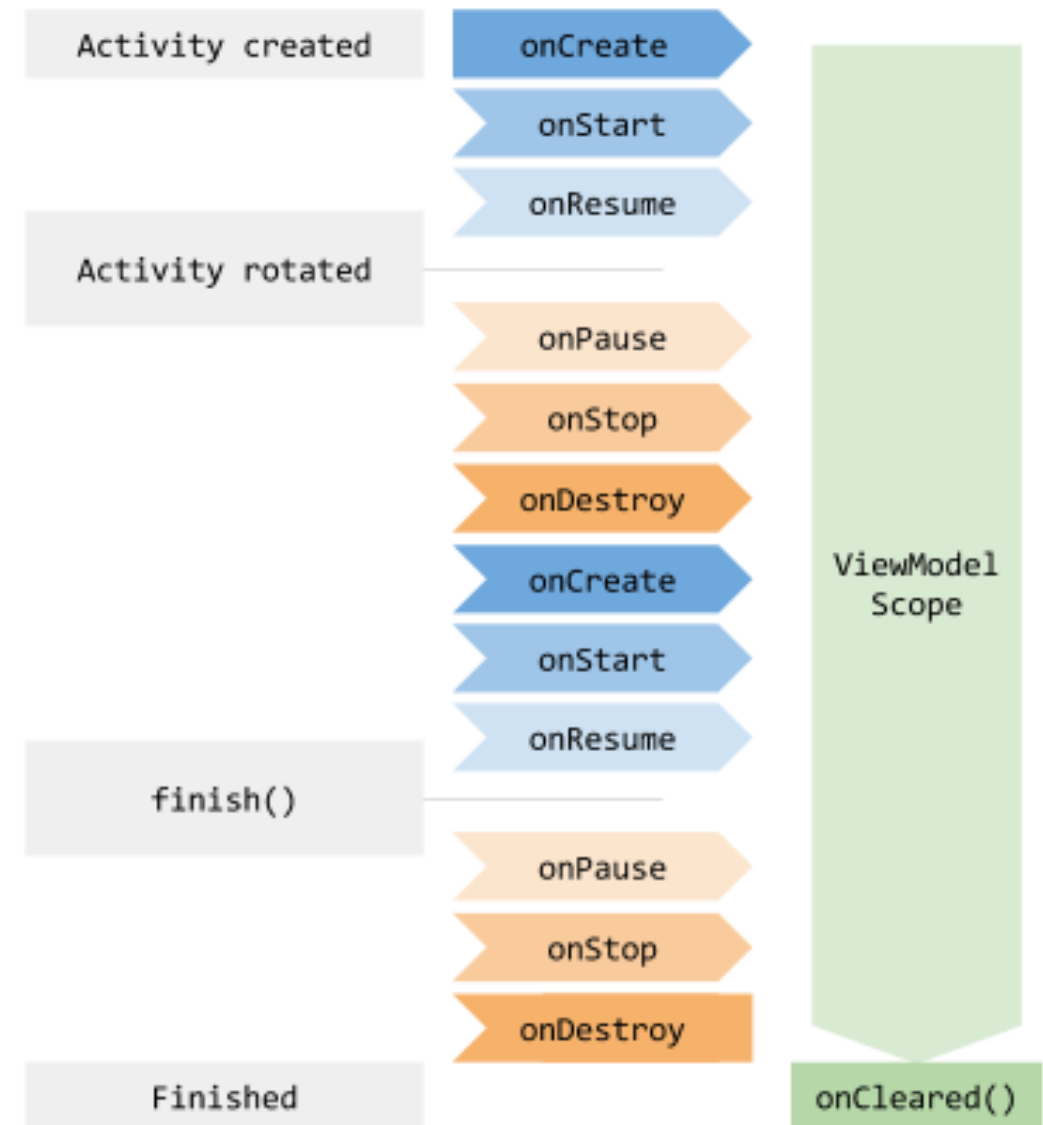 Activity created
onCreate
onStart
onResume
Activity rotated
onPause
onStop
onDestroy
onCreate
ViewModel
Scope
onStart
onResume
finish()
onPause
onStop
onDestroy
Finished
onCleared()